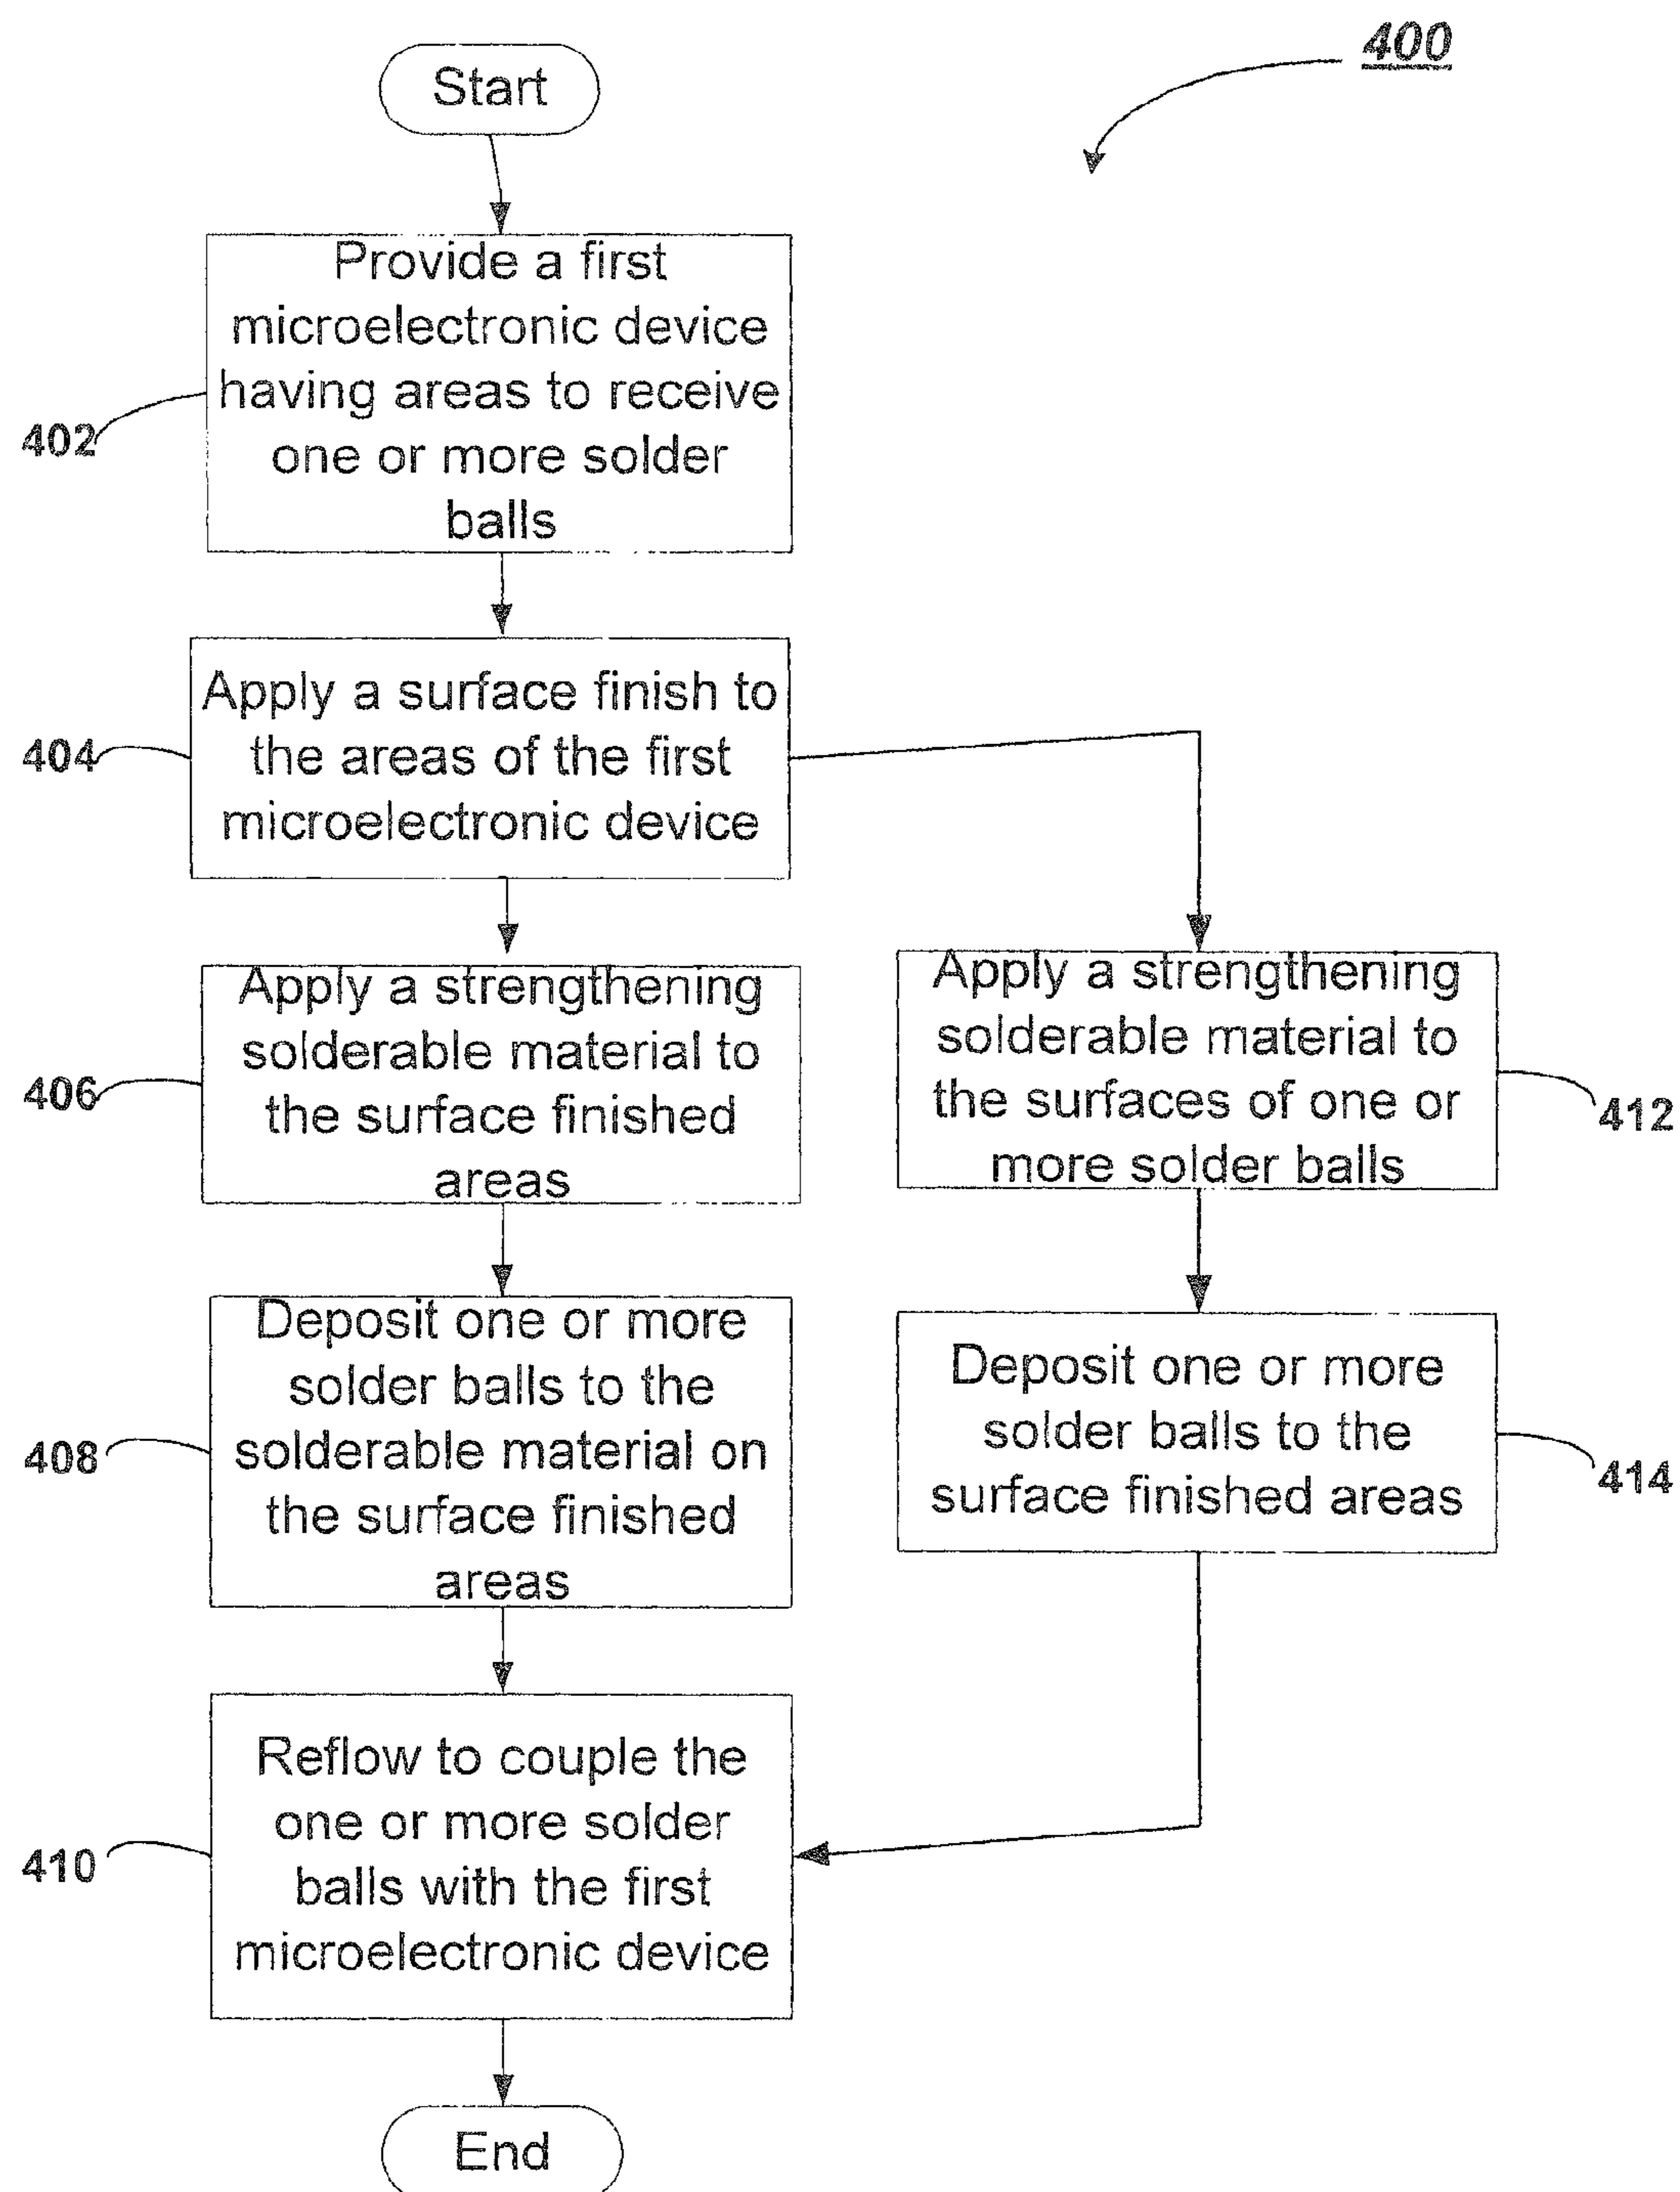 400
Start
Provide a first
microelectronic device
having areas to receive
one or more solder
balls
402
Apply a surface finish to
the areas of the first
microelectronic device
404
Apply a strengthening
solderable material to
the surface finished
areas
406
Apply a strengthening
solderable material to
the surfaces of one or
more solder balls
412
Deposit one or more
solder balls to the
solderable material on
the surface finished
areas
408
Deposit one or more
solder balls to the
surface finished areas
414
Reflow to couple the
one or more solder
balls with the first
microelectronic device
410
End